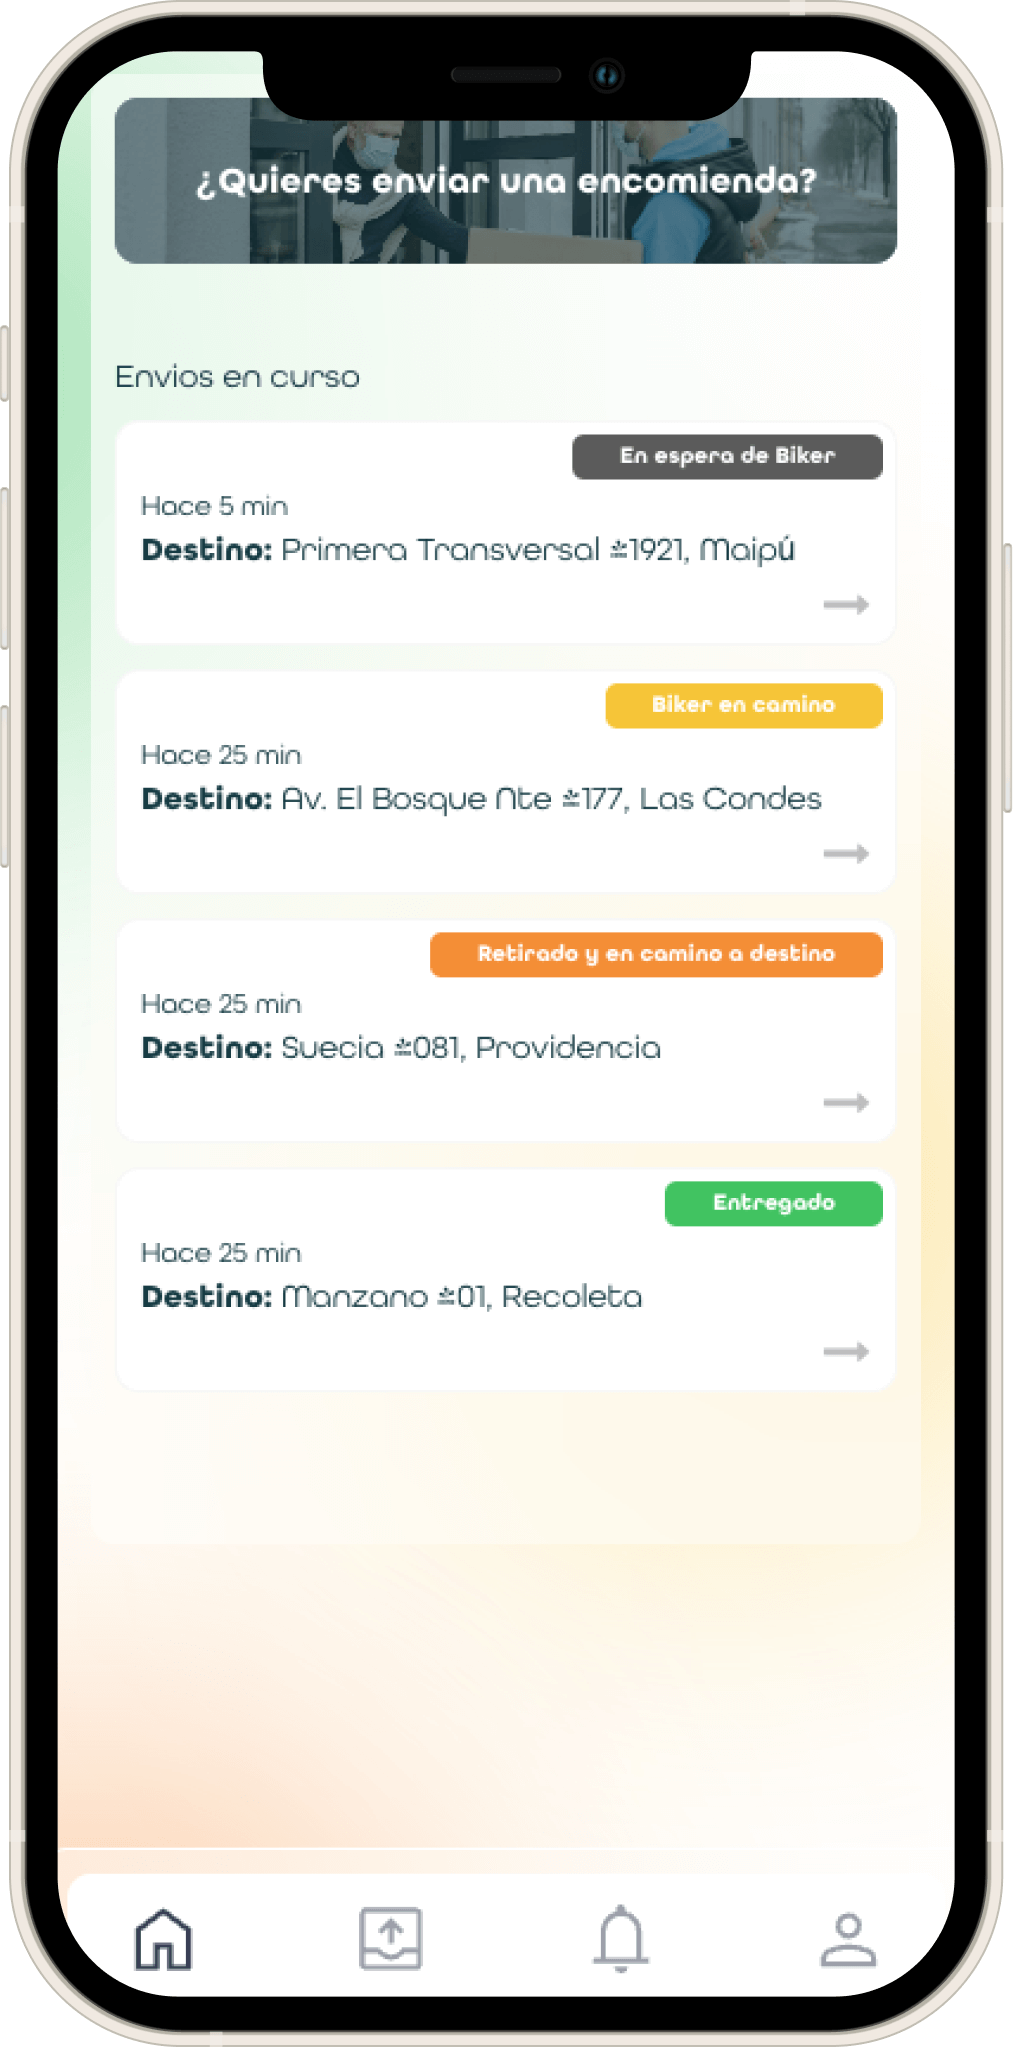 ¿Quieres enviar una encomienda?
Envios en curso
En espera de Biker
Hace 5 min
Destino: Primera Transversal #1921, Maipú
Biker en camino
Hace 25 min
Destino: Av. El Bosque Nte #177, Las Condes
Retirado y en camino a destino
Hace 25 min
Destino: Suecia #081, Providencia
Entregado
Hace 25 min
Destino: Manzano #01, Recoleta